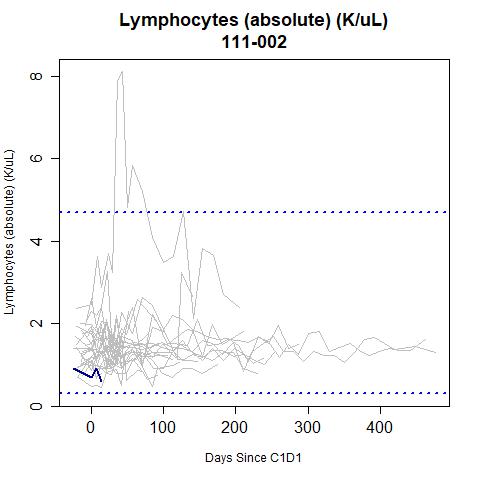 Lymphocytes (absolute) (K/uL)
111-002
Lymphocytes (absolute) (K/uL)
8
6
4
2
0
0 100 200 300 400
Days Since C1D1